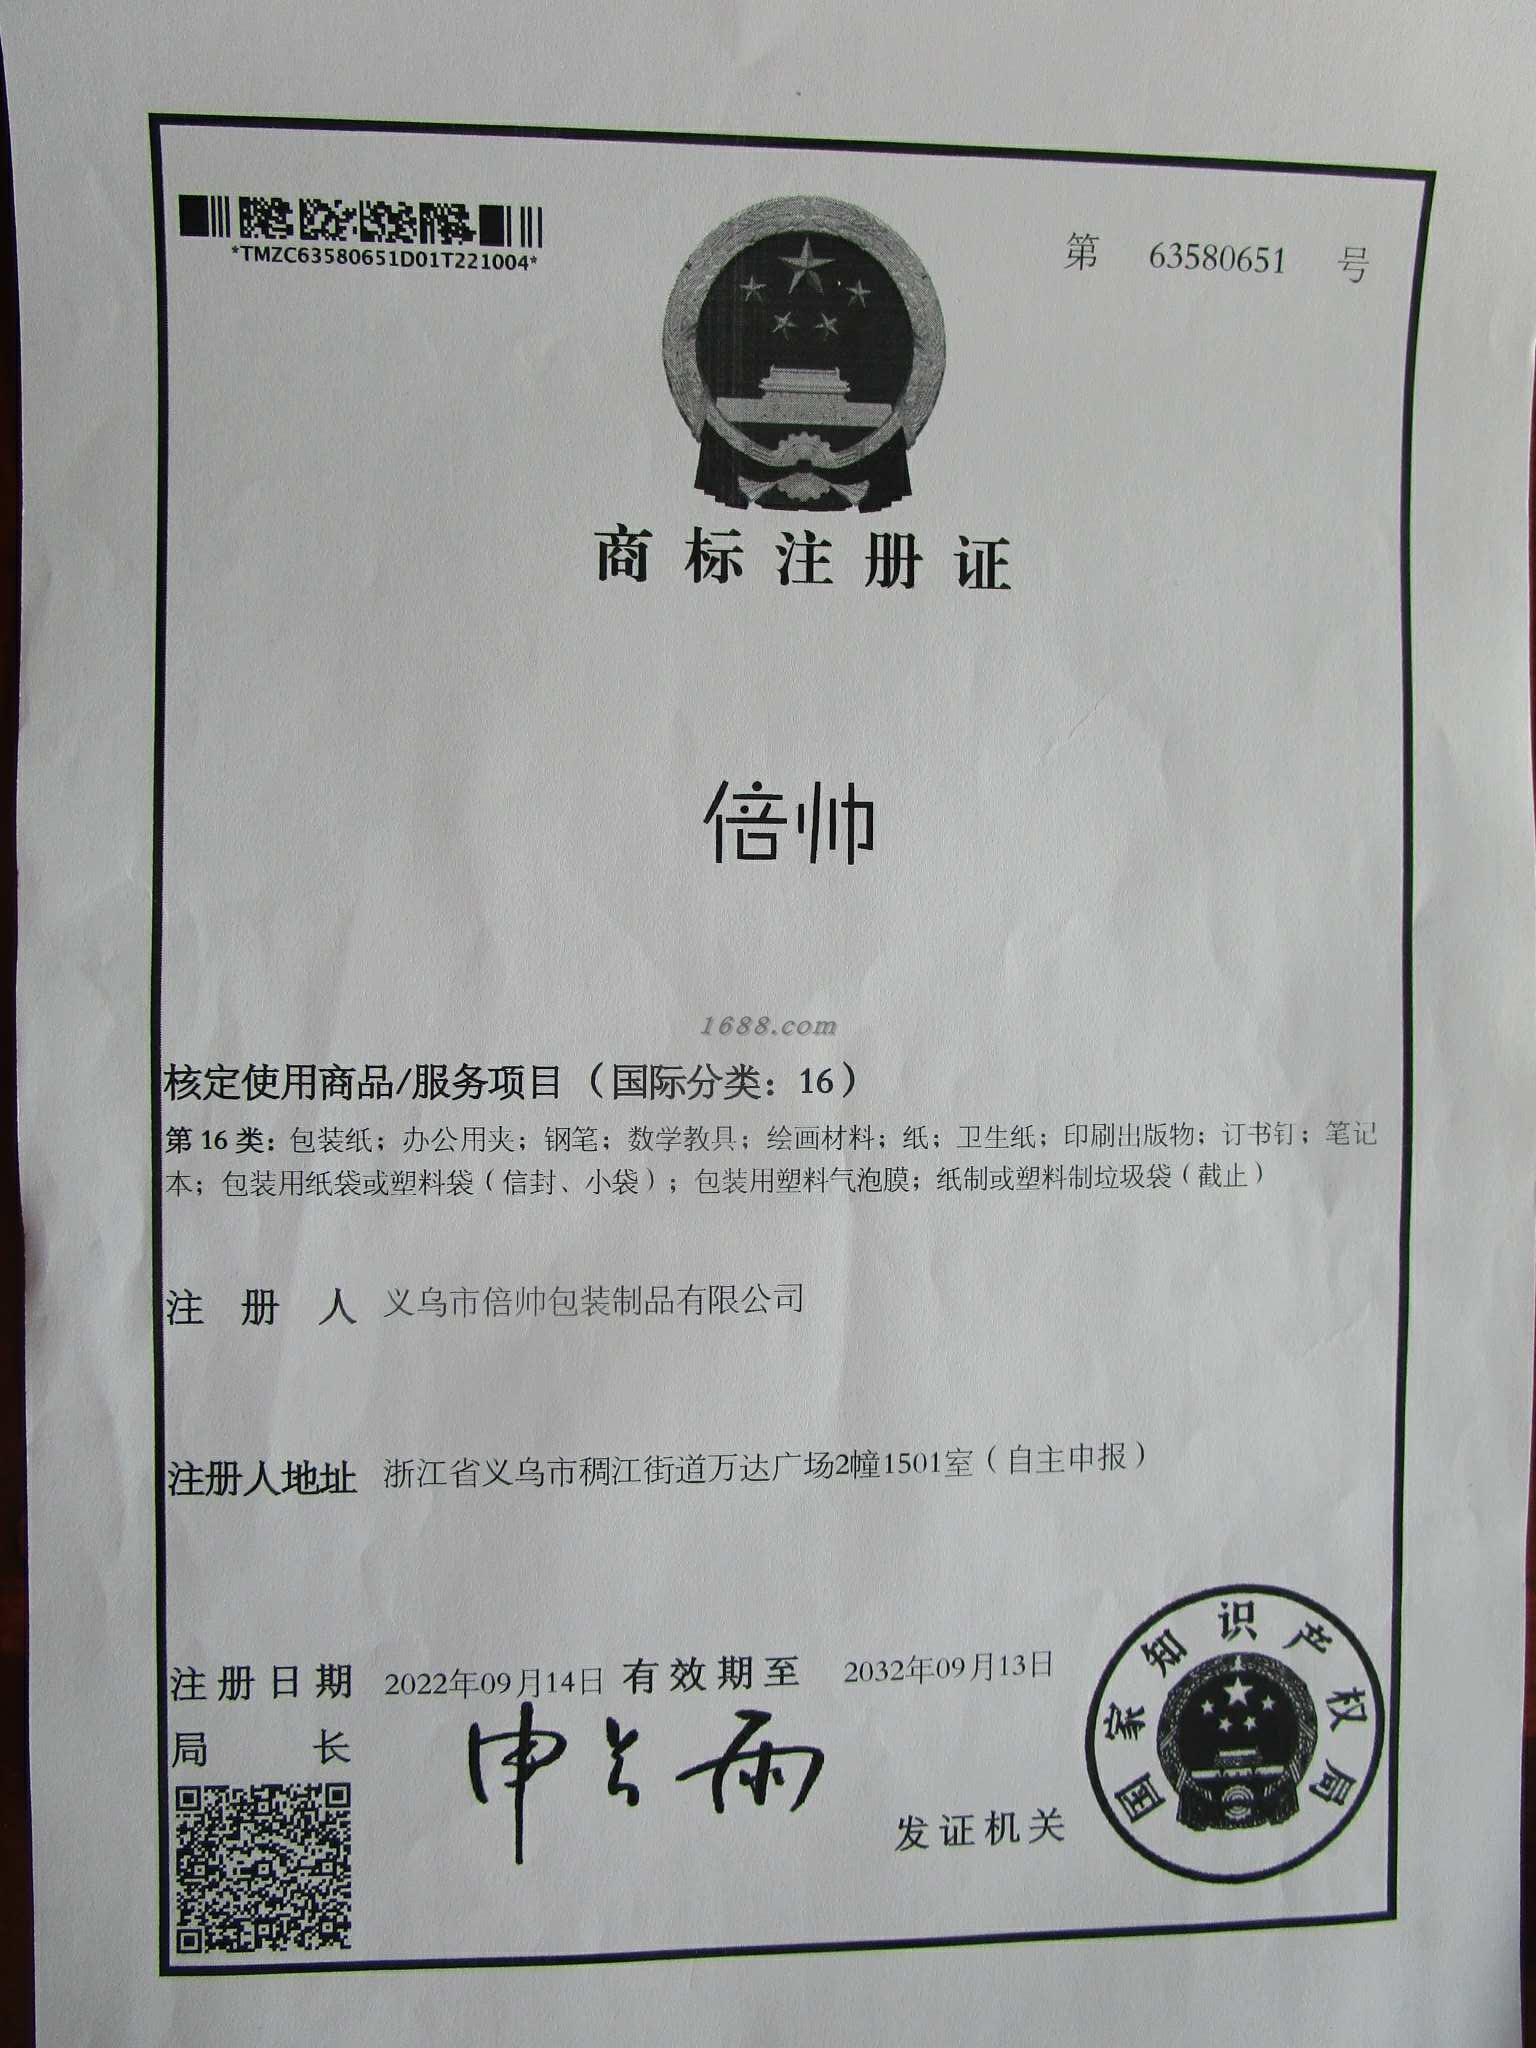 *TMZC63580651D01T221004*
第 63580651 号
商标注册证
倍帅
1688.com
核定使用商品/服务项目（国际分类：16）
第 16 类：包装纸；办公用夹；钢笔；数学教具；绘画材料；纸；卫生纸；印刷出版物；订书钉；笔记
本；包装用纸袋或塑料袋（信封、小袋）；包装用塑料气泡膜；纸制或塑料制垃圾袋（截止）
注册人 义乌市倍帅包装制品有限公司
注册人地址 浙江省义乌市稠江街道万达广场2幢1501室（自主申报）
注册日期 2022年09月14日 有效期至 2032年09月13日
局长 申长雨
发证机关
国家知识产权局